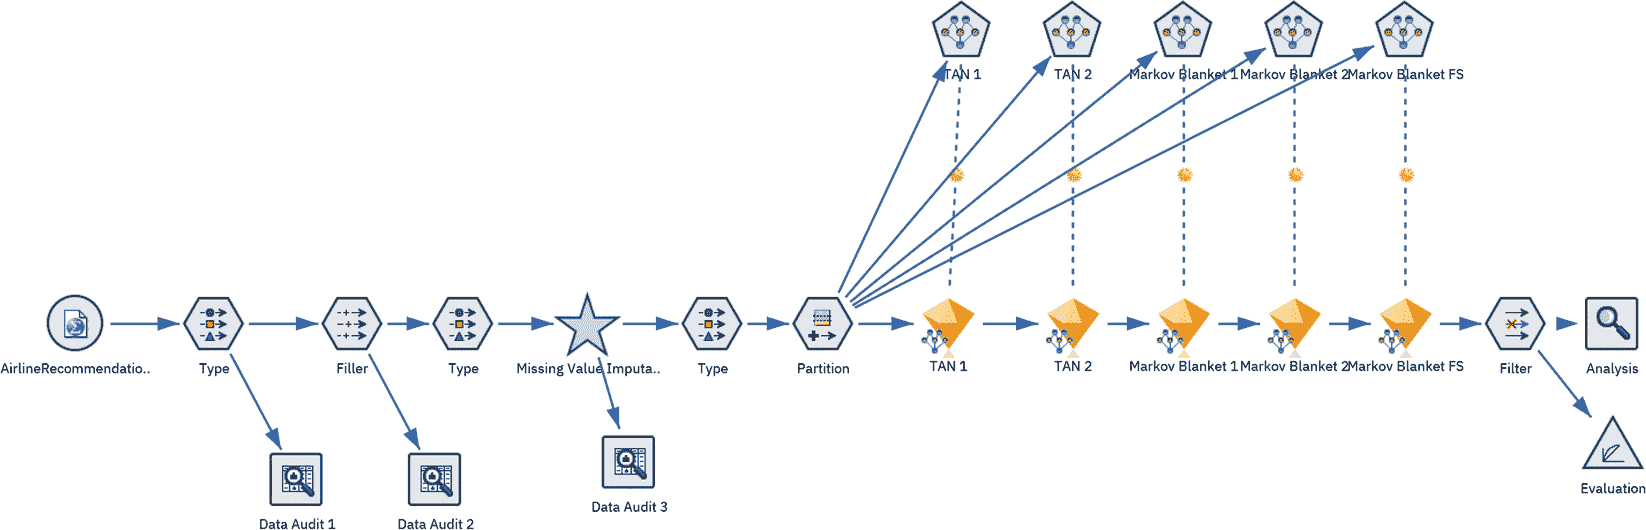 TAN 1 TAN 2 Markov Blanket 1 Markov Blanket 2 Markov Blanket FS
AirlineRecommendatio.. Type Filler Type Missing Value Imputa.. Type Partition TAN 1 TAN 2 Markov Blanket 1 Markov Blanket 2 Markov Blanket FS Filter Analysis
Evaluation
Data Audit 3
Data Audit 1 Data Audit 2